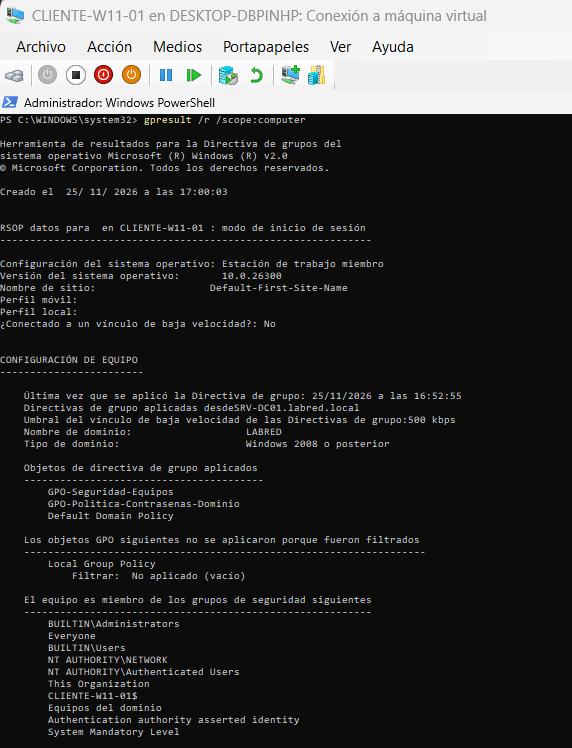 CLIENTE-W11-01 en DESKTOP-DBPINHP: Conexión a máquina virtual
Archivo Acción Medios Portapapeles Ver Ayuda
Administrador: Windows PowerShell
PS C:\WINDOWS\system32> gpresult /r /scope:computer
Herramienta de resultados para la Directiva de grupos del
sistema operativo Microsoft (R) Windows (R) v2.0
© Microsoft Corporation. Todos los derechos reservados.
Creado el 25/ 11/ 2026 a las 17:00:03
RSOP datos para en CLIENTE-W11-01 : modo de inicio de sesión
--------------------------------------------------------------
Configuración del sistema operativo: Estación de trabajo miembro
Versión del sistema operativo: 10.0.26300
Nombre de sitio: Default-First-Site-Name
Perfil móvil:
Perfil local:
¿Conectado a un vínculo de baja velocidad?: No
CONFIGURACIÓN DE EQUIPO
------------------------
Última vez que se aplicó la Directiva de grupo: 25/11/2026 a las 16:52:55
Directivas de grupo aplicadas desdeSRV-DC01.labred.local
Umbral del vínculo de baja velocidad de las Directivas de grupo:500 kbps
Nombre de dominio: LABRED
Tipo de dominio: Windows 2008 o posterior
Objetos de directiva de grupo aplicados
----------------------------------------
GPO-Seguridad-Equipos
GPO-Politica-Contrasenas-Dominio
Default Domain Policy
Los objetos GPO siguientes no se aplicaron porque fueron filtrados
-------------------------------------------------------------------
Local Group Policy
Filtrar: No aplicado (vacío)
El equipo es miembro de los grupos de seguridad siguientes
----------------------------------------------------------
BUILTIN\Administrators
Everyone
BUILTIN\Users
NT AUTHORITY\NETWORK
NT AUTHORITY\Authenticated Users
This Organization
CLIENTE-W11-01$
Equipos del dominio
Authentication authority asserted identity
System Mandatory Level